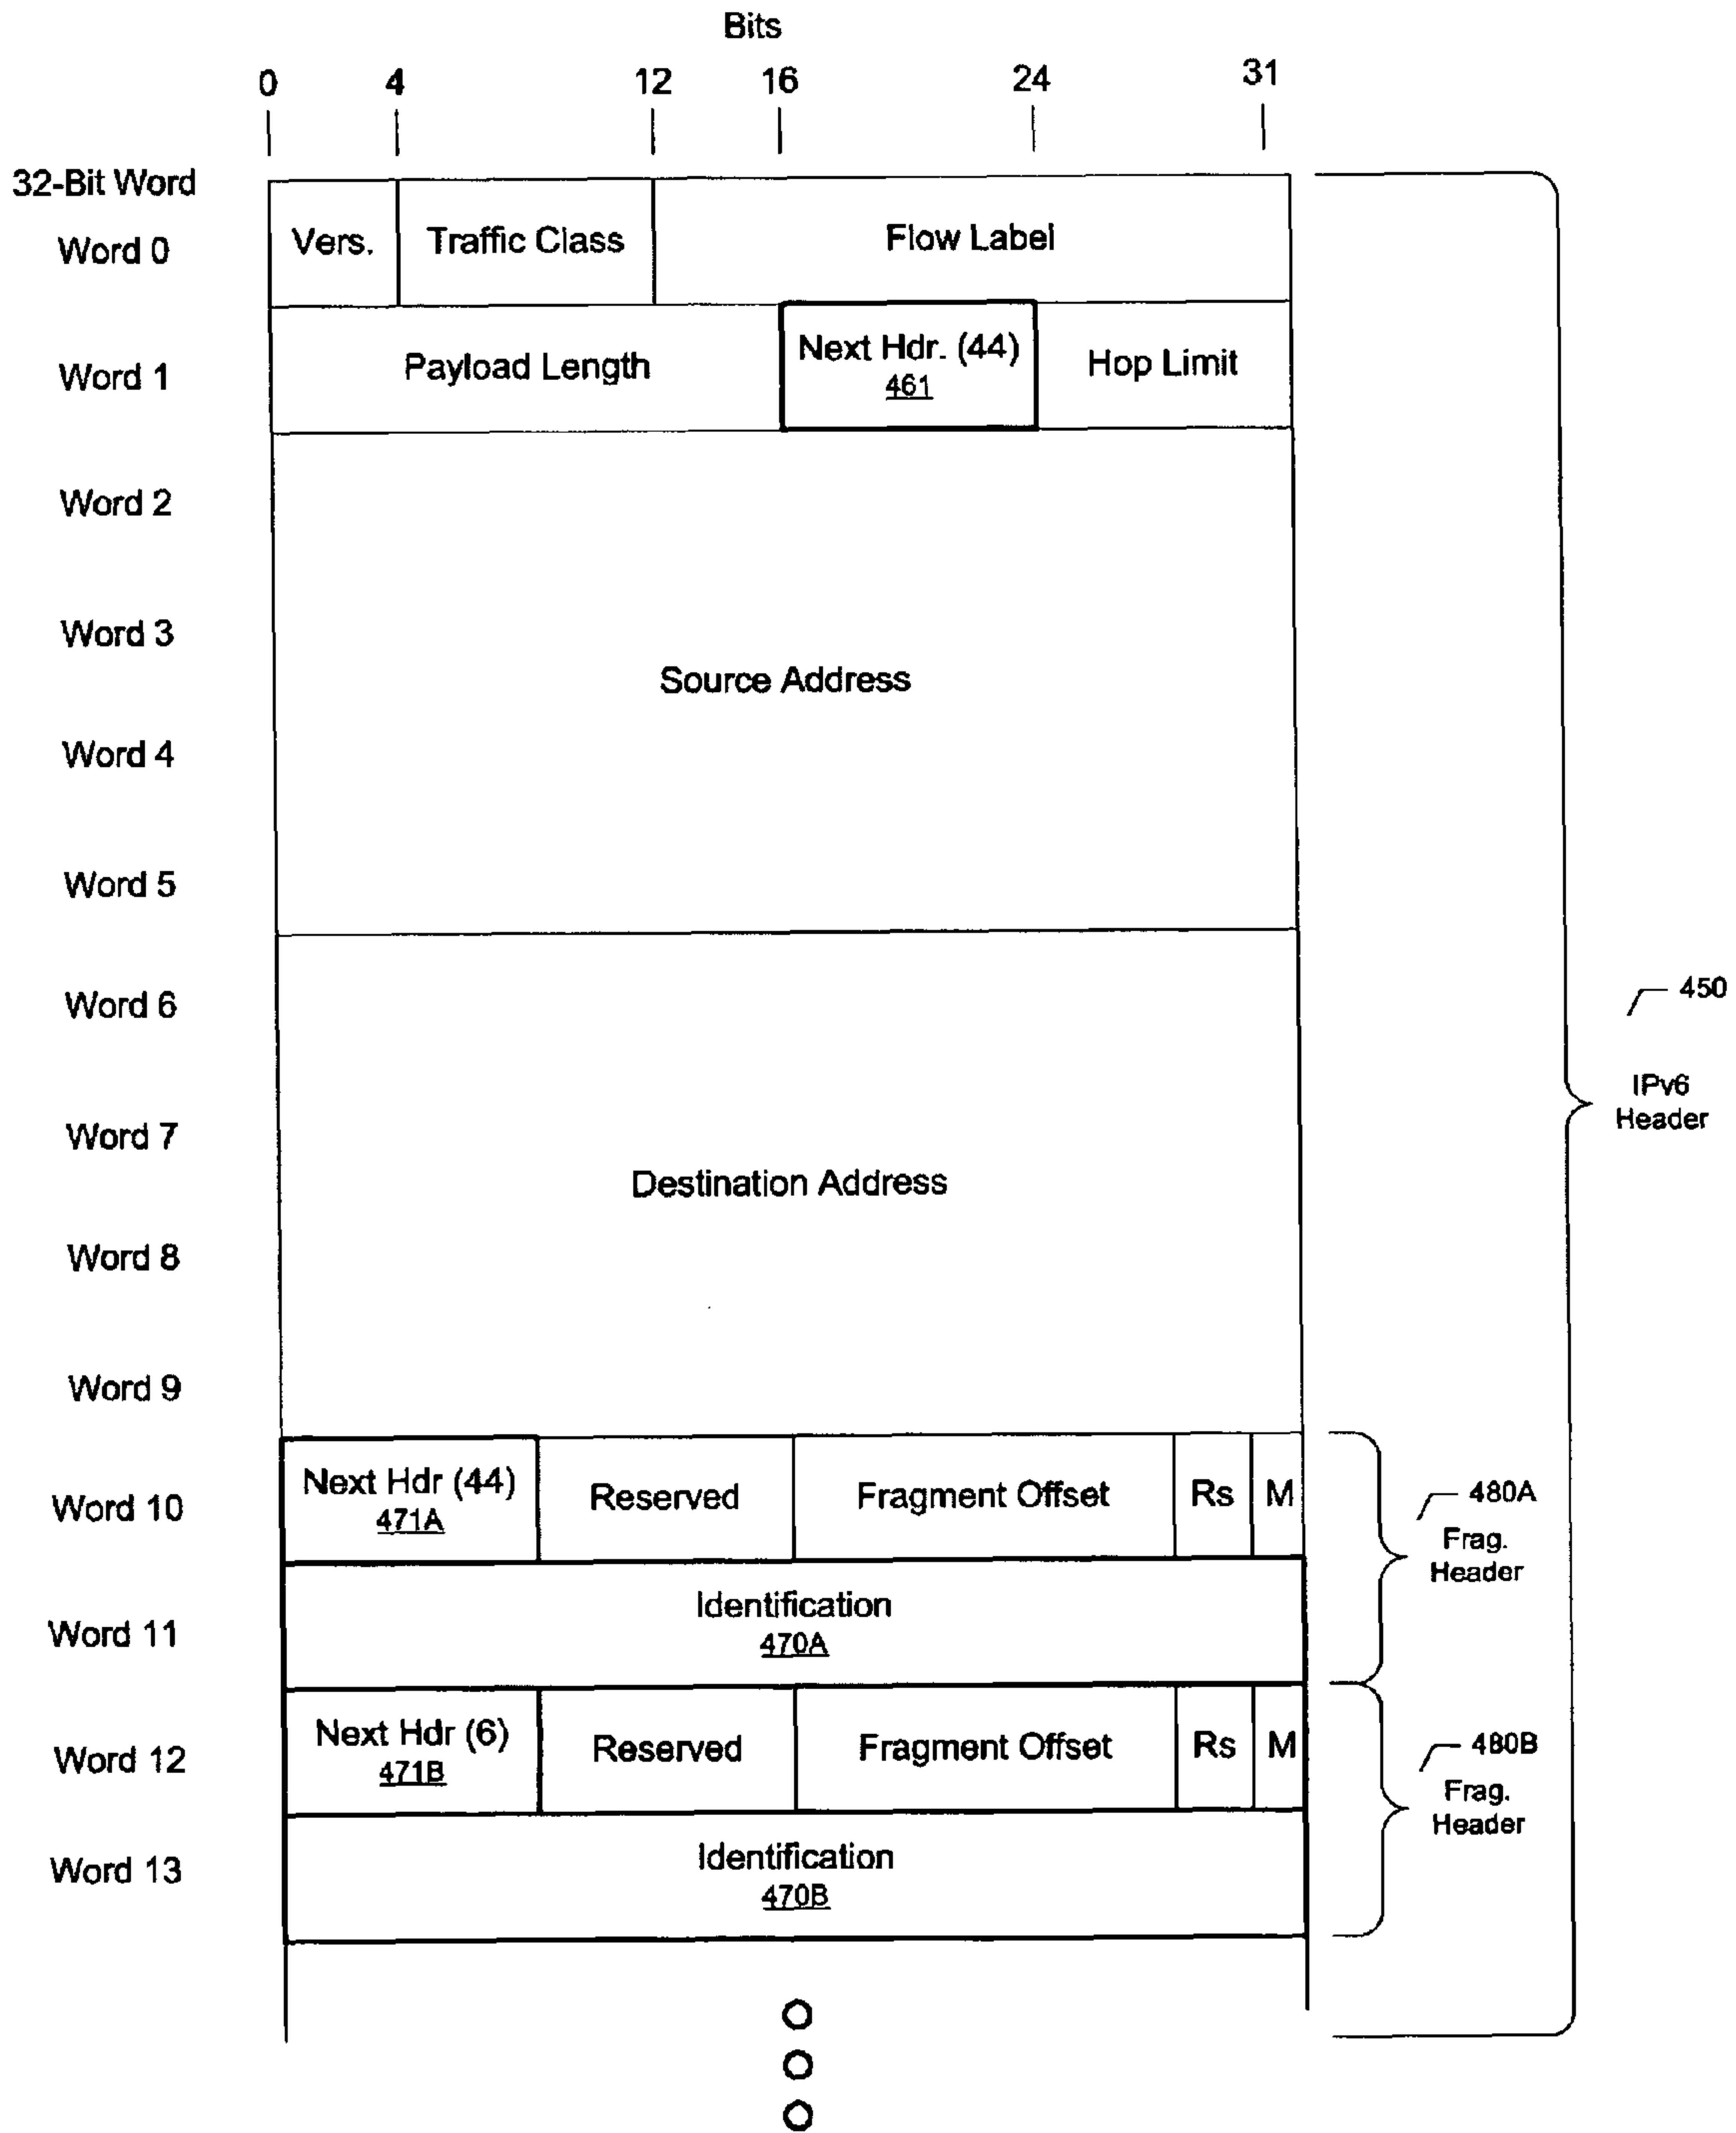 Bits
0 4 12 16 24 31
32-Bit Word
Word 0 Vers. Traffic Class Flow Label
Word 1 Payload Length Next Hdr. (44) Hop Limit
461
Word 2
Word 3
Source Address
Word 4
Word 5
Word 6
450
IPv6
Header
Word 7
Destination Address
Word 8
Word 9
Word 10 Next Hdr (44) Reserved Fragment Offset Rs M
471A
480A
Frag.
Header
Word 11 Identification
470A
Word 12 Next Hdr (6) Reserved Fragment Offset Rs M
471B
480B
Frag.
Header
Word 13 Identification
470B